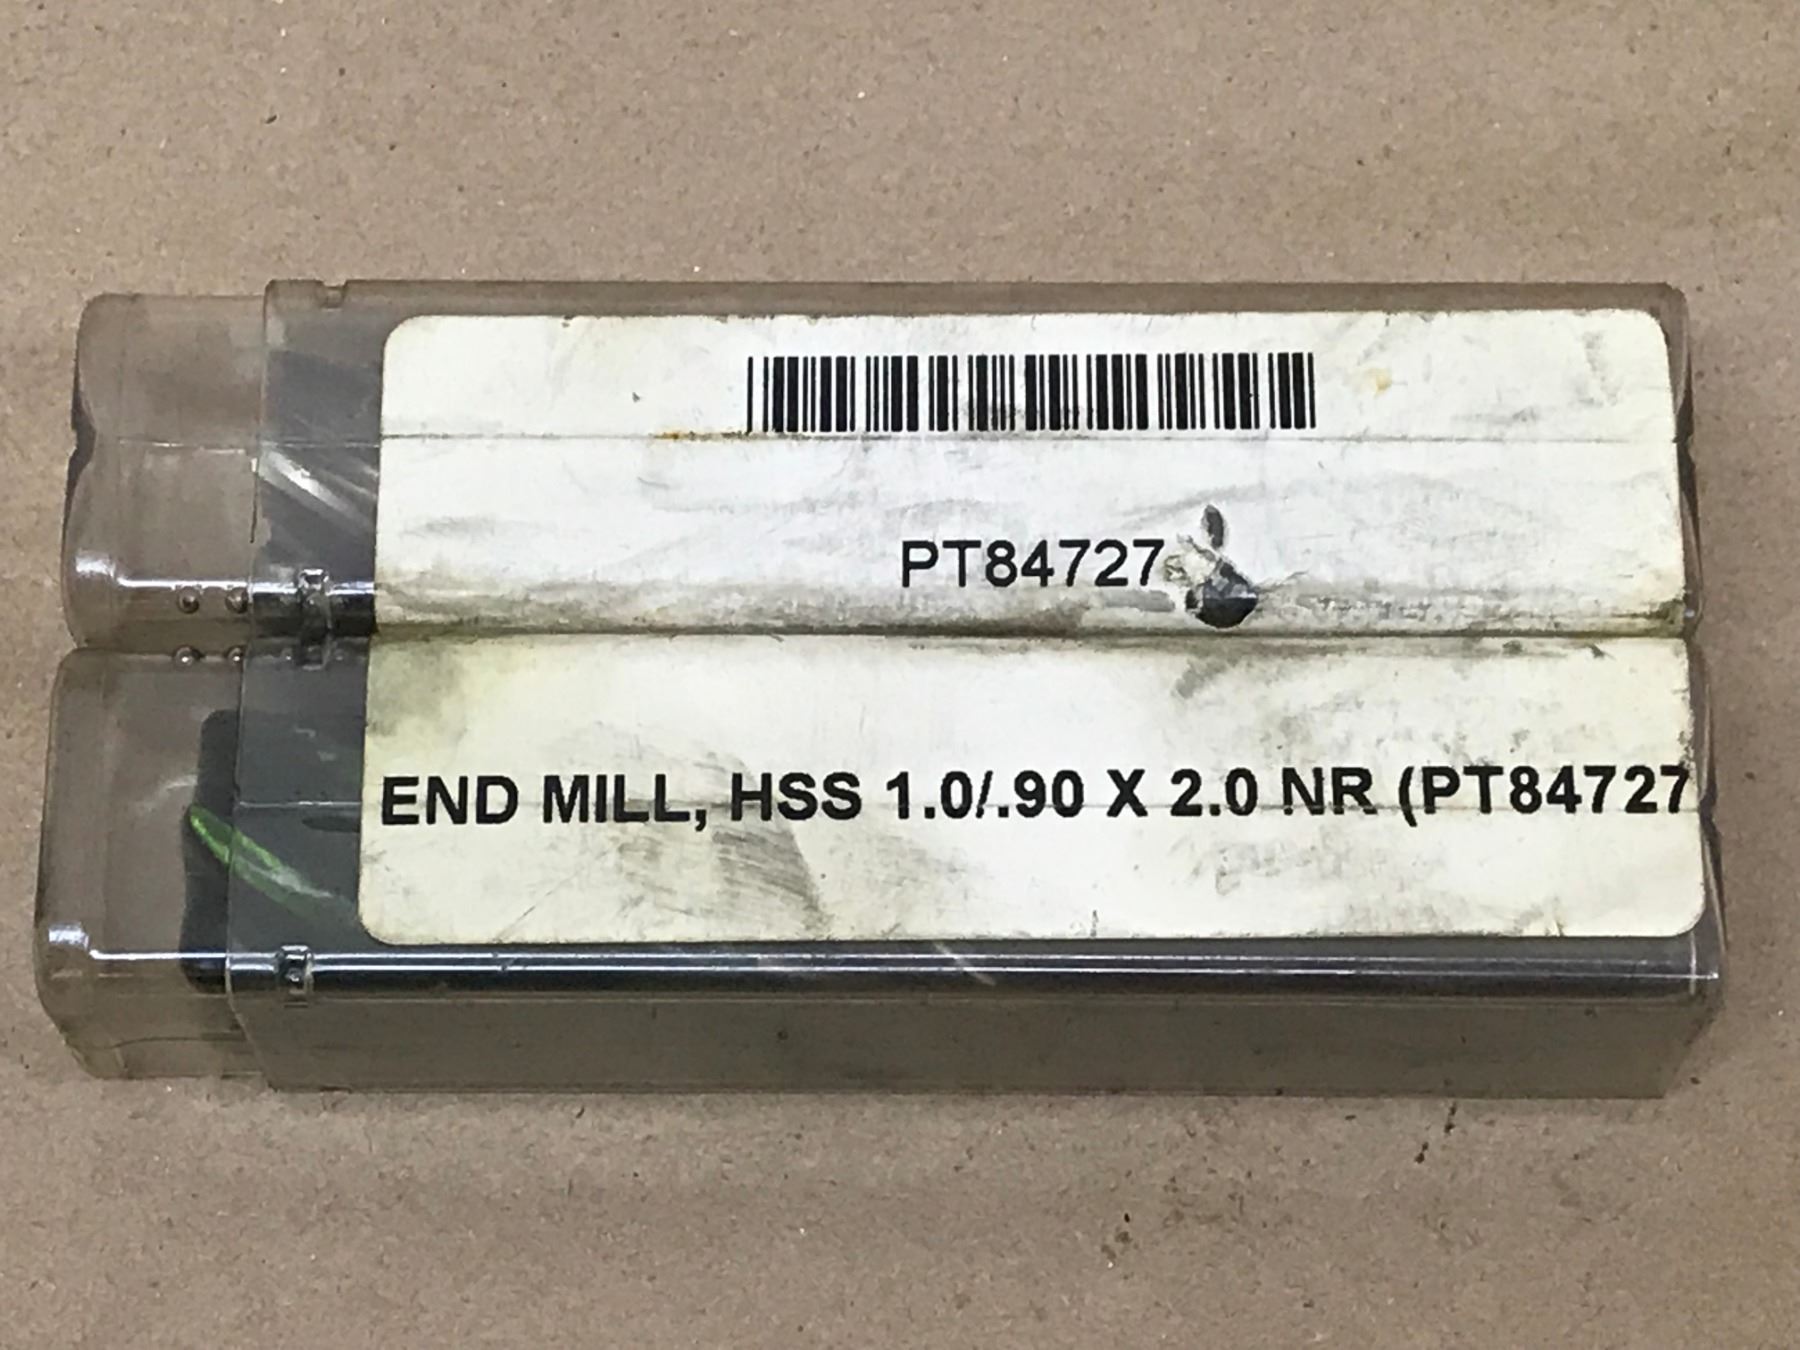 PT84727
END MILL, HSS 1.0/.90 X 2.0 NR (PT84727